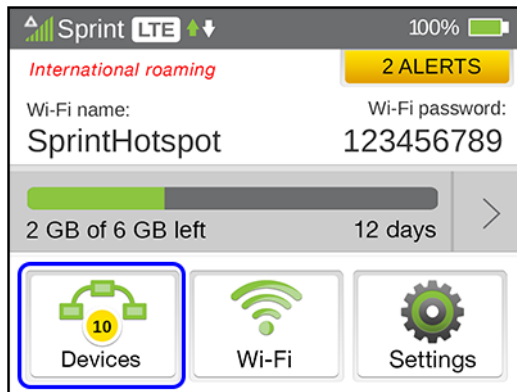 Sprint LTE 100%
International roaming 2 ALERTS
Wi-Fi name: Wi-Fi password:
SprintHotspot 123456789
2 GB of 6 GB left 12 days
10
Devices Wi-Fi Settings